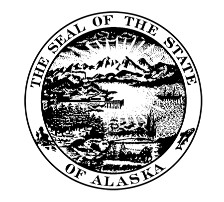 THE SEAL OF THE STATE
OF ALASKA